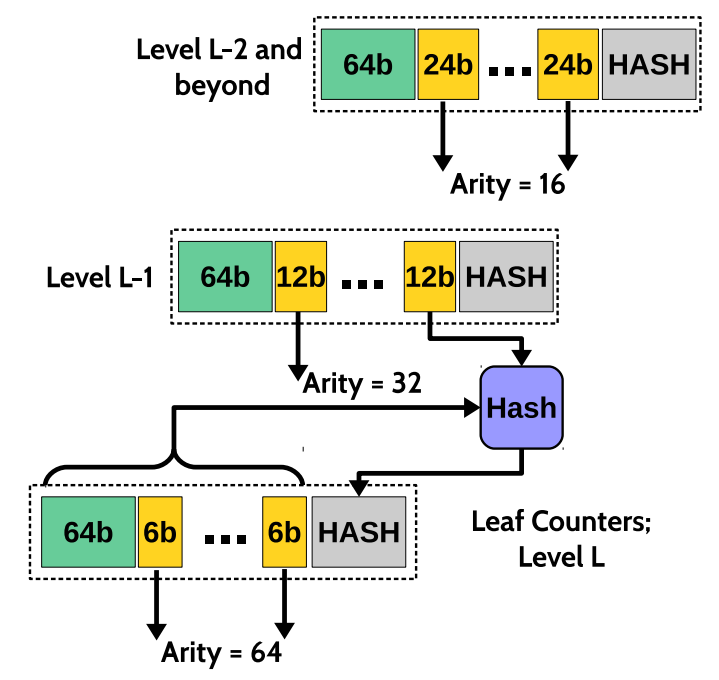 Level L-2 and
beyond
64b 24b ... 24b HASH
Arity = 16
Level L-1
64b 12b ... 12b HASH
Arity = 32
Hash
64b 6b ... 6b HASH
Leaf Counters;
Level L
Arity = 64